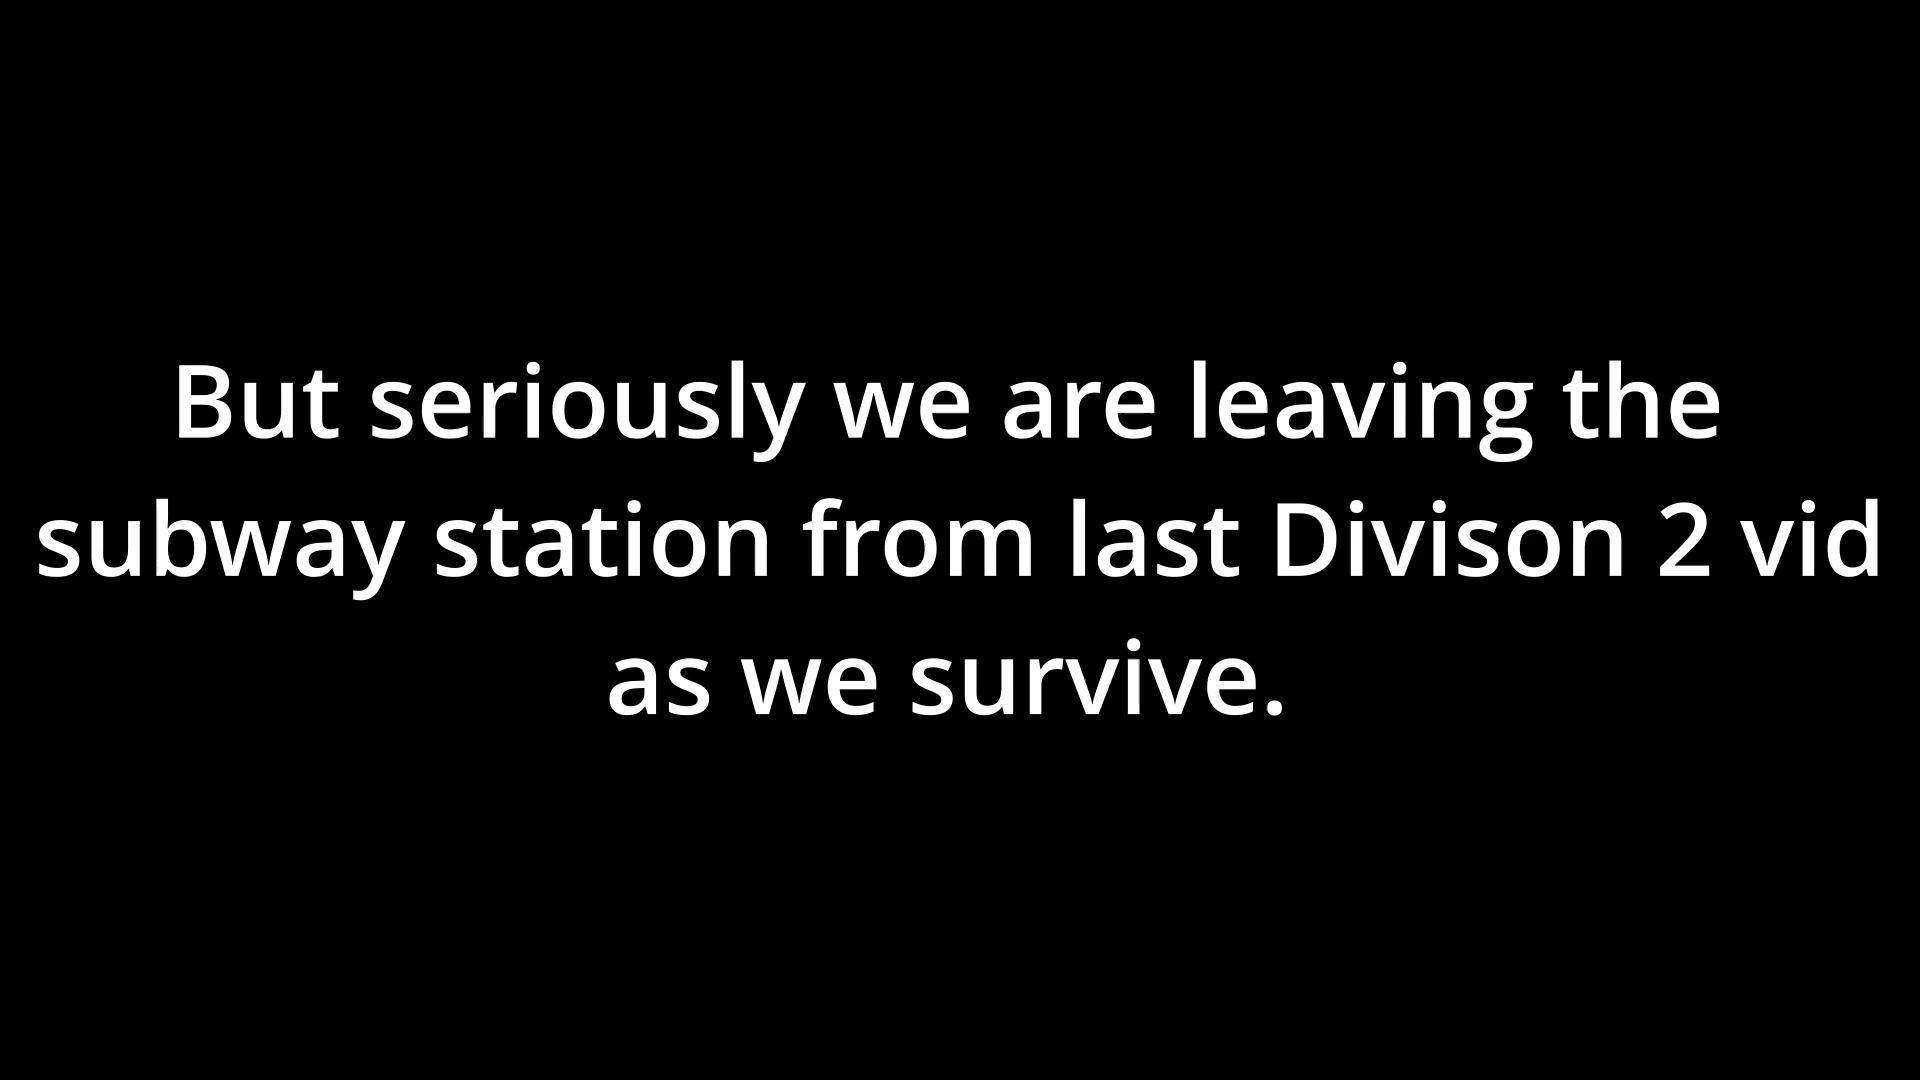 But seriously we are leaving the
subway station from last Divison 2 vid
as we survive.